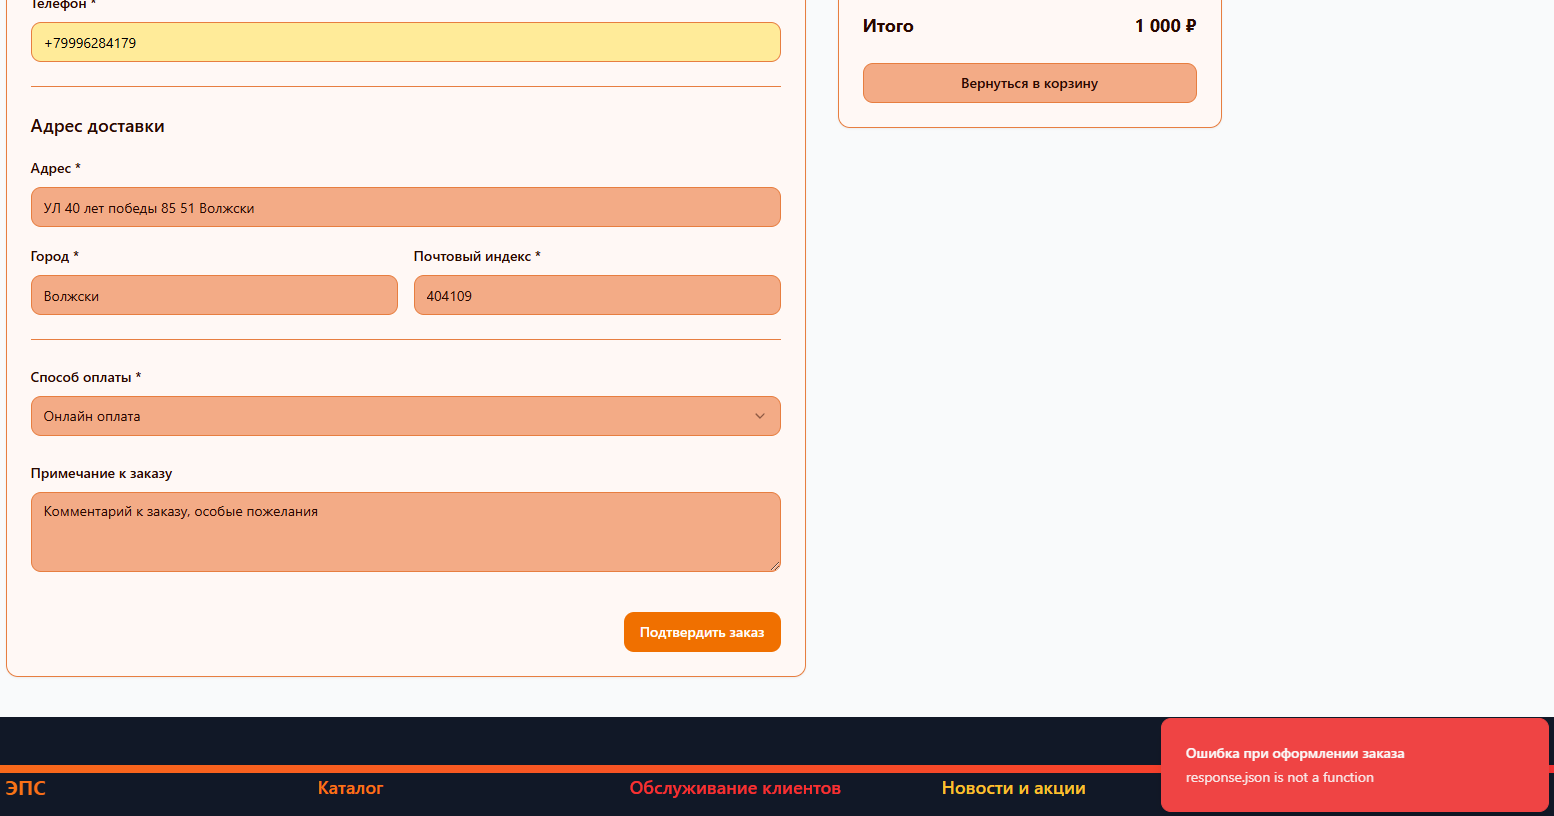 Телефон *
+79996284179
Адрес доставки
Адрес *
УЛ 40 лет победы 85 51 Волжски
Город *
Почтовый индекс *
Волжски
404109
Способ оплаты *
Онлайн оплата
Примечание к заказу
Комментарий к заказу, особые пожелания
Подтвердить заказ
Итого
1 000 ₽
Вернуться в корзину
ЭПС
Каталог
Обслуживание клиентов
Новости и акции
Ошибка при оформлении заказа
response.json is not a function